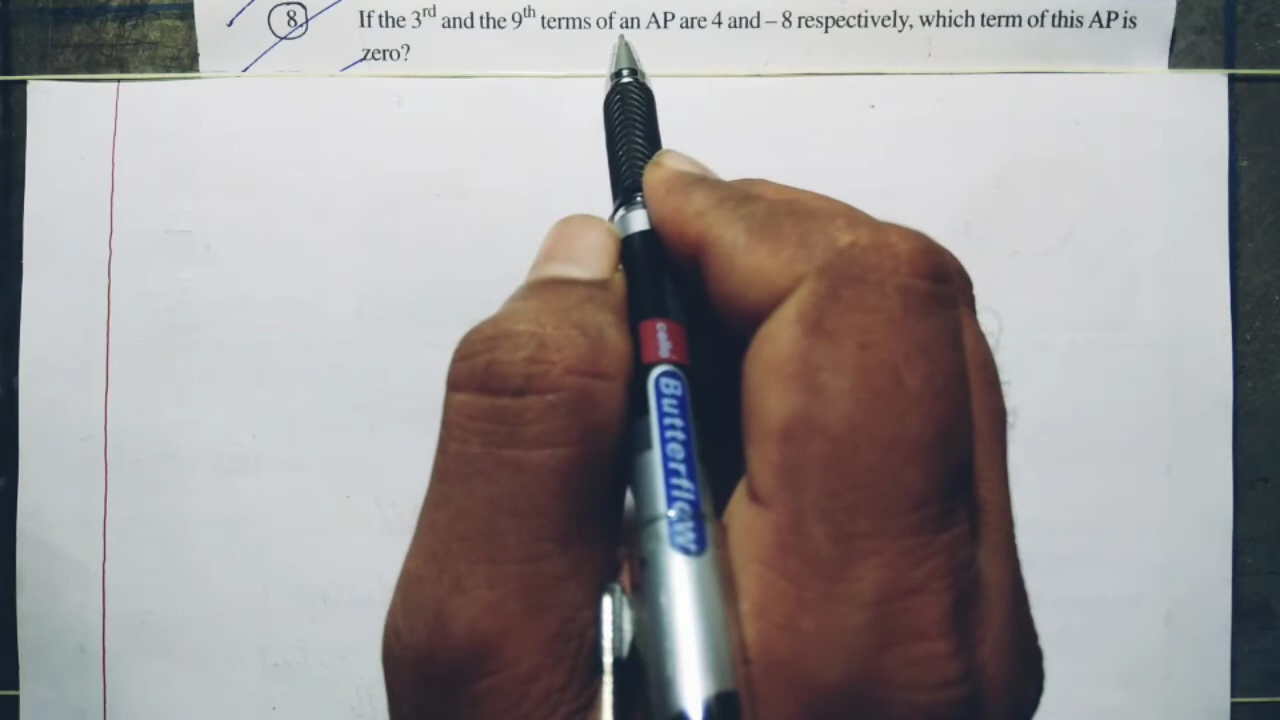 8 If the 3rd and the 9th terms of an AP are 4 and – 8 respectively, which term of this AP is
zero?
cello
Butterflow